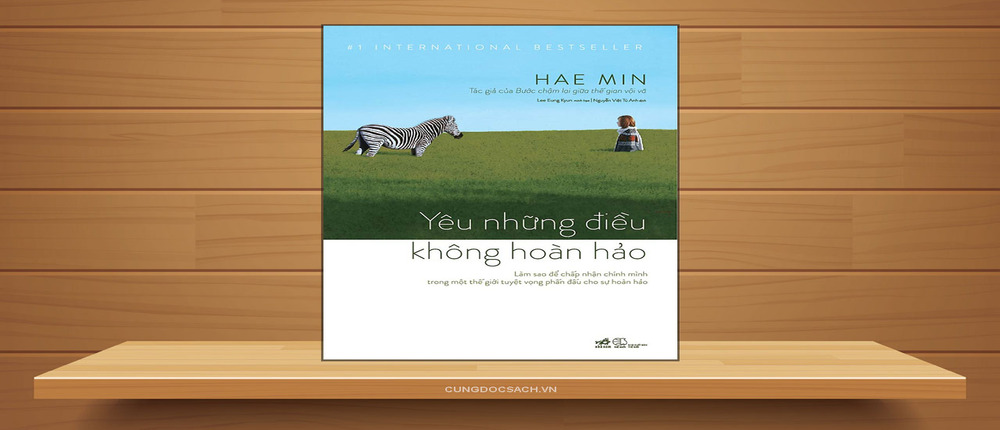 #1 INTERNATIONAL BESTSELLER
HAE MIN
Tác giả của Bước chậm lại giữa thế gian vội vã
Lee Eung Kyun minh họa | Nguyễn Việt Tú Anh dịch
Yêu những điều
không hoàn hảo
Làm sao để chấp nhận chính mình
trong một thế giới tuyệt vọng phấn đấu cho sự hoàn hảo
CUNGDOCSACH.VN